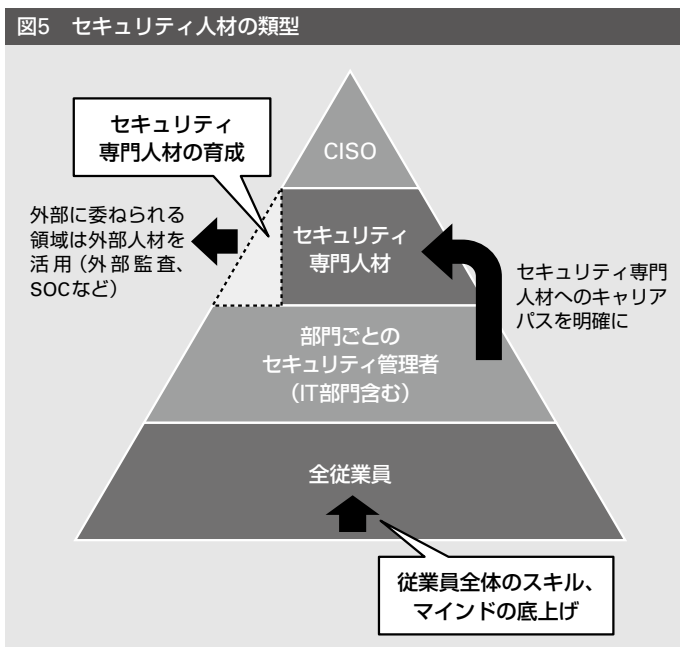 図5　セキュリティ人材の類型
セキュリティ
専門人材の育成
CISO
外部に委ねられる
領域は外部人材を
活用（外部監査、
SOCなど）
セキュリティ
専門人材
セキュリティ専門
人材へのキャリア
パスを明確に
部門ごとの
セキュリティ管理者
（IT部門含む）
全従業員
従業員全体のスキル、
マインドの底上げ